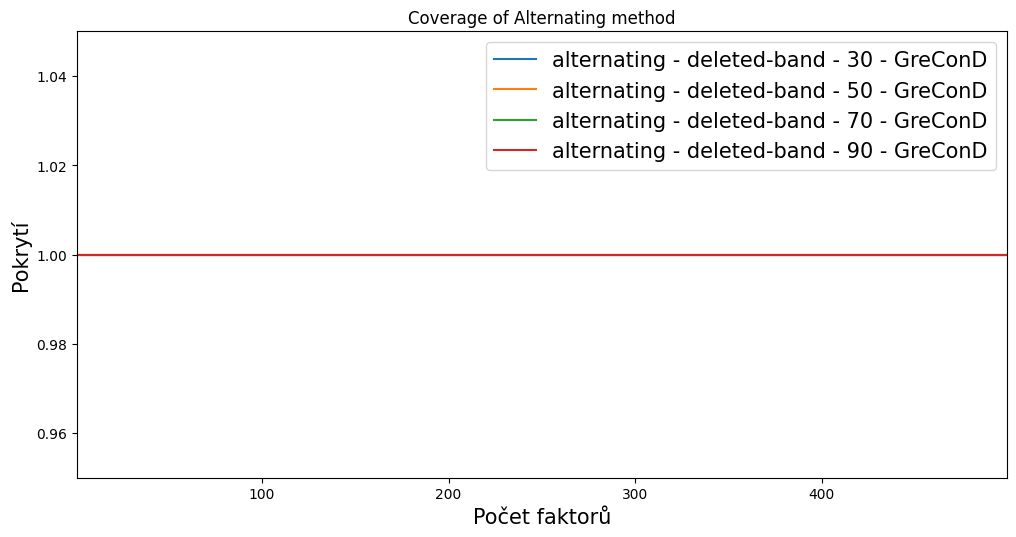 Coverage of Alternating method
alternating - deleted-band - 30 - GreConD
alternating - deleted-band - 50 - GreConD
alternating - deleted-band - 70 - GreConD
alternating - deleted-band - 90 - GreConD
Pokrytí
1.04
1.02
1.00
0.98
0.96
100 200 300 400
Počet faktorů